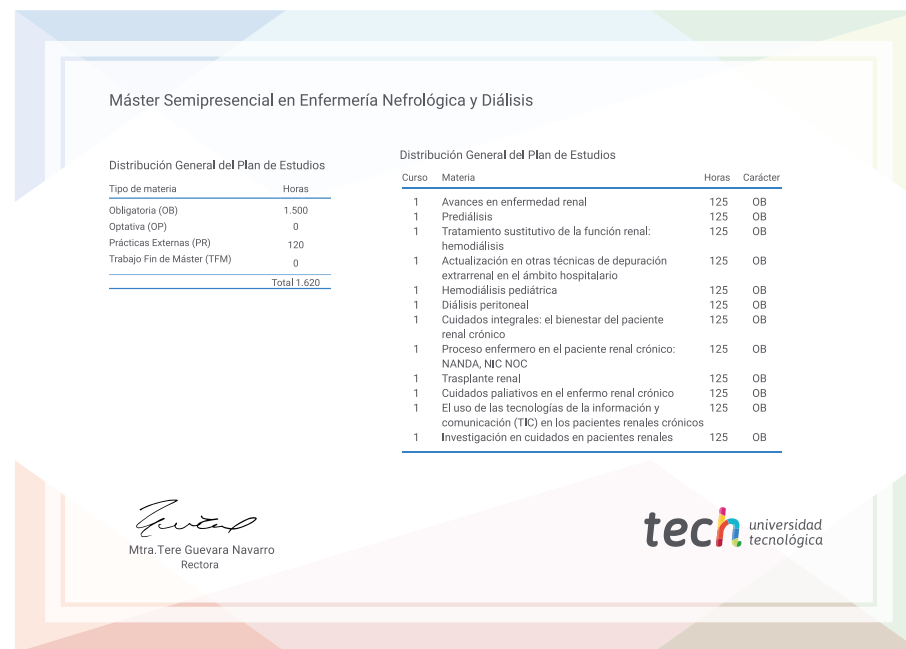 Máster Semipresencial en Enfermería Nefrológica y Diálisis
Distribución General del Plan de Estudios
Tipo de materia Horas
Obligatoria (OB) 1.500
Optativa (OP) 0
Prácticas Externas (PR) 120
Trabajo Fin de Máster (TFM) 0
Total 1.620
Distribución General del Plan de Estudios
Curso Materia Horas Carácter
1 Avances en enfermedad renal 125 OB
1 Prediálisis 125 OB
1 Tratamiento sustitutivo de la función renal: 125 OB
hemodiálisis
1 Actualización en otras técnicas de depuración 125 OB
extrarrenal en el ámbito hospitalario
1 Hemodiálisis pediátrica 125 OB
1 Diálisis peritoneal 125 OB
1 Cuidados integrales: el bienestar del paciente 125 OB
renal crónico
1 Proceso enfermero en el paciente renal crónico: 125 OB
NANDA, NIC NOC
1 Trasplante renal 125 OB
1 Cuidados paliativos en el enfermo renal crónico 125 OB
1 El uso de las tecnologías de la información y 125 OB
comunicación (TIC) en los pacientes renales crónicos
1 Investigación en cuidados en pacientes renales 125 OB
Mtra.Tere Guevara Navarro
Rectora
tech universidad
tecnológica